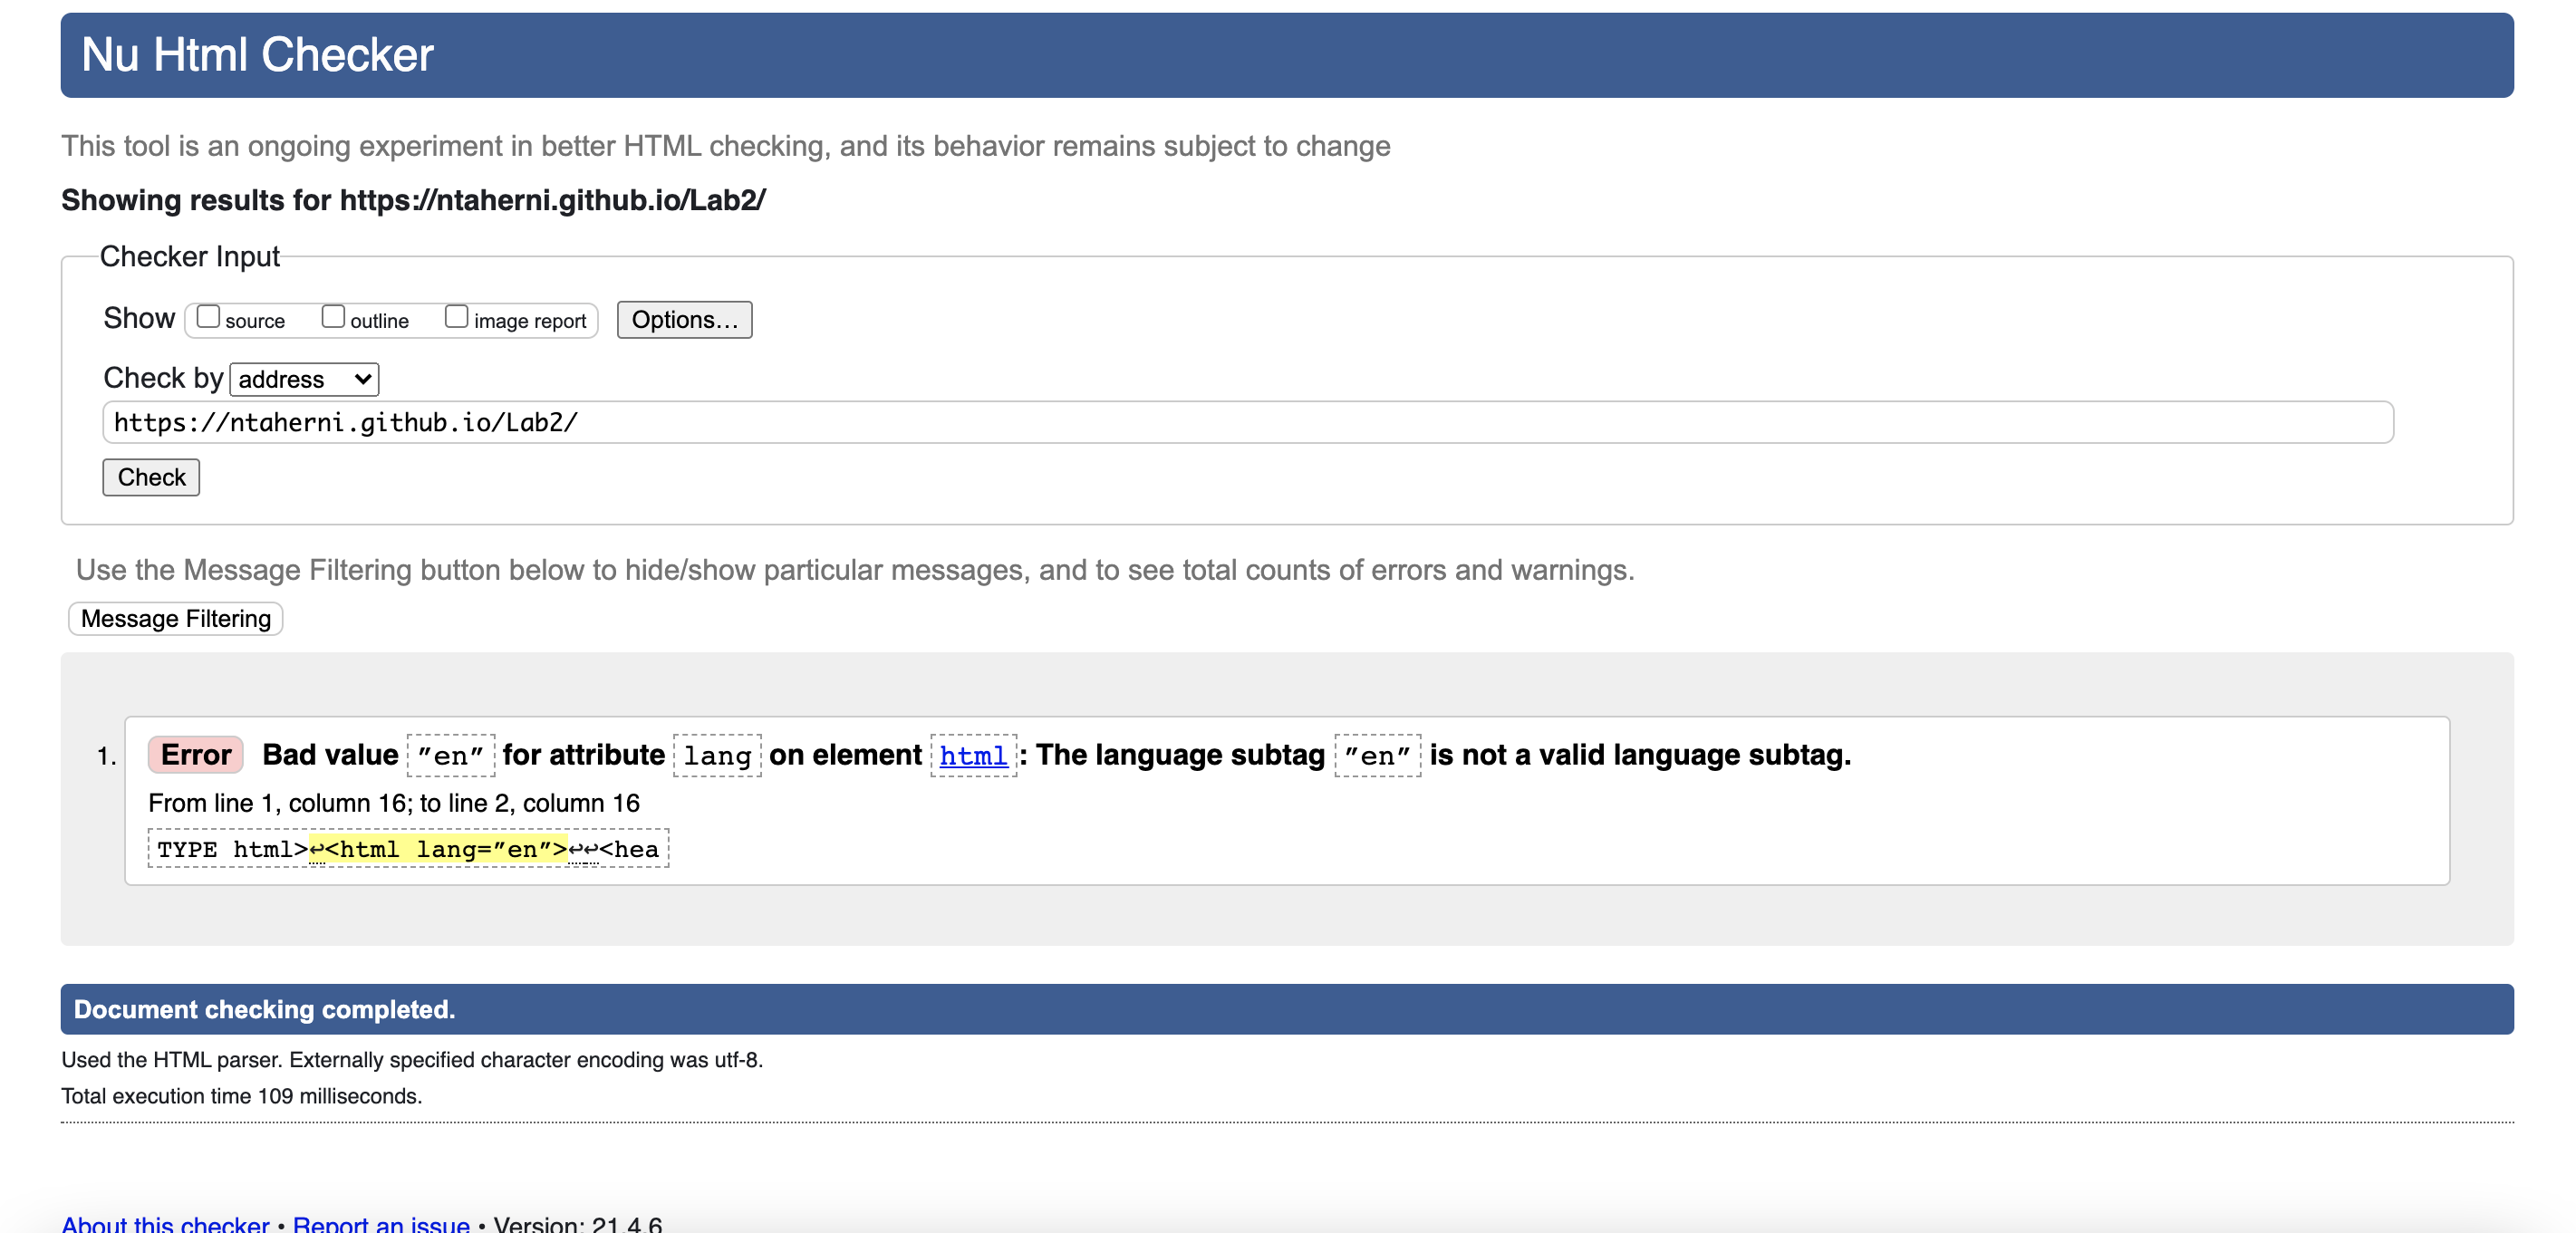 Nu Html Checker
This tool is an ongoing experiment in better HTML checking, and its behavior remains subject to change
Showing results for https://ntaherni.github.io/Lab2/
Checker Input
Show source outline image report Options...
Check by address
https://ntaherni.github.io/Lab2/
Check
Use the Message Filtering button below to hide/show particular messages, and to see total counts of errors and warnings.
Message Filtering
1. Error Bad value ”en” for attribute lang on element html: The language subtag ”en” is not a valid language subtag.
From line 1, column 16; to line 2, column 16
TYPE html>↩<html lang=”en”>↩↩<hea
Document checking completed.
Used the HTML parser. Externally specified character encoding was utf-8.
Total execution time 109 milliseconds.
About this checker • Report an issue • Version: 21.4.6